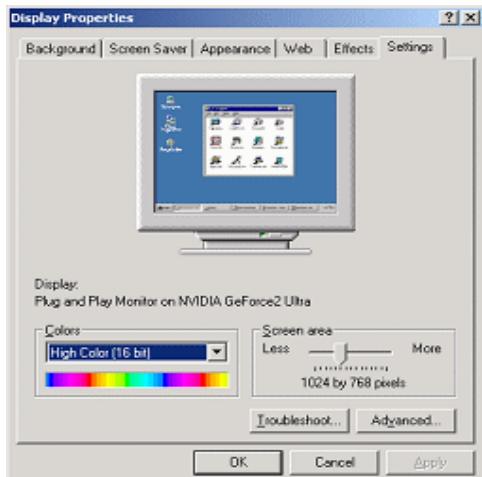 Display Properties
Background Screen Saver Appearance Web Effects Settings
Display:
Plug and Play Monitor on NVIDIA GeForce2 Ultra
Colors
High Color (16 bit)
Screen area
Less More
1024 by 768 pixels
Troubleshoot... Advanced...
OK Cancel Apply